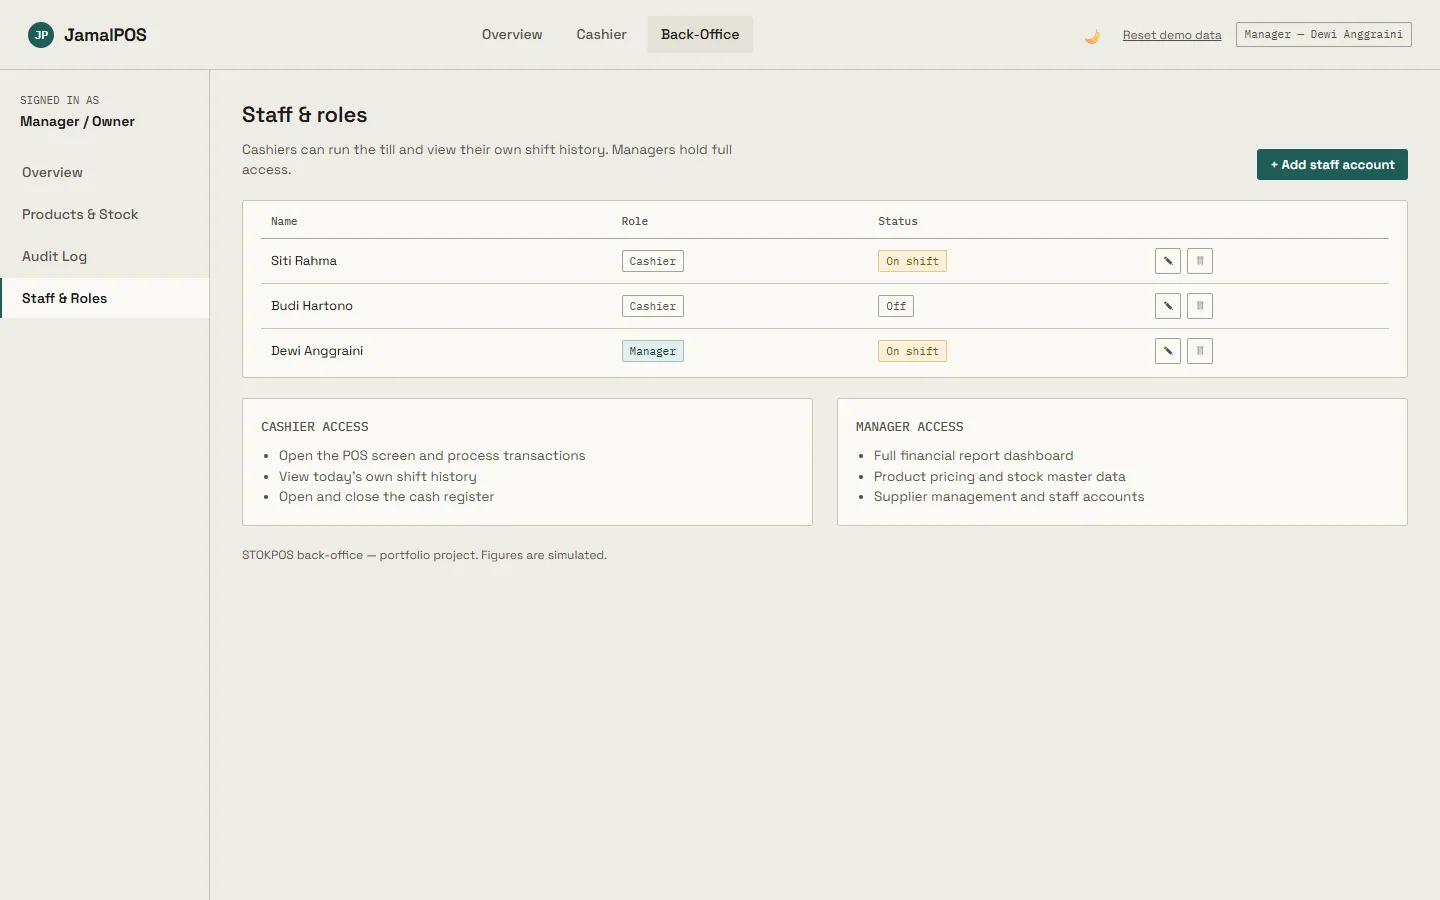 JP JamalPOS
Overview Cashier Back-Office
Reset demo data Manager — Dewi Anggraini
SIGNED IN AS
Manager / Owner
Overview
Products & Stock
Audit Log
Staff & Roles
Staff & roles
Cashiers can run the till and view their own shift history. Managers hold full
access.
+ Add staff account
Name Role Status
Siti Rahma Cashier On shift
Budi Hartono Cashier Off
Dewi Anggraini Manager On shift
CASHIER ACCESS
• Open the POS screen and process transactions
• View today's own shift history
• Open and close the cash register
MANAGER ACCESS
• Full financial report dashboard
• Product pricing and stock master data
• Supplier management and staff accounts
STOKPOS back-office — portfolio project. Figures are simulated.